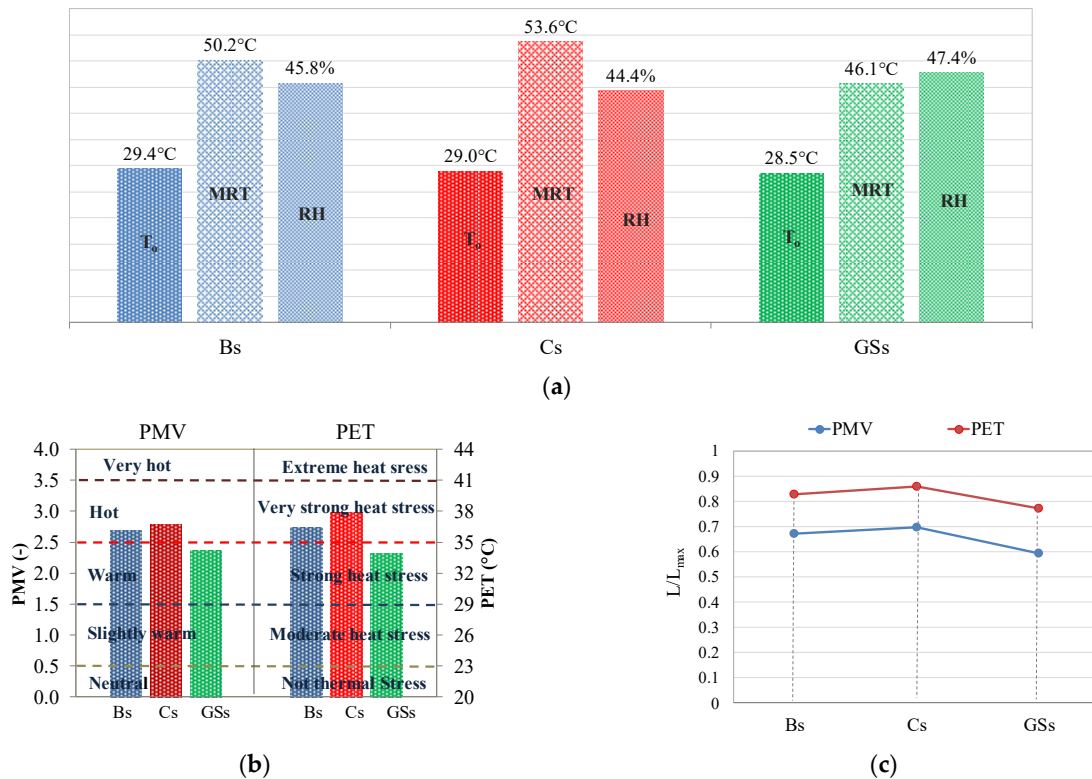 50.2°C
53.6°C
45.8%
44.4%
46.1°C
47.4%
29.4°C
29.0°C
28.5°C
MRT
MRT
MRT
RH
RH
RH
To
To
To
Bs
Cs
GSs
(a)
PMV
PET
4.0
3.5
3.0
2.5
2.0
1.5
1.0
0.5
0.0
PMV (-)
Very hot
Hot
Warm
Slightly warm
Neutral
Extreme heat sress
Very strong heat stress
Strong heat stress
Moderate heat stress
Not thermal Stress
44
41
38
35
32
29
26
23
20
PET (°C)
Bs
Cs
GSs
Bs
Cs
GSs
(b)
PMV
PET
1
0.9
0.8
0.7
0.6
0.5
0.4
0.3
0.2
0.1
0
L/Lmax
Bs
Cs
GSs
(c)